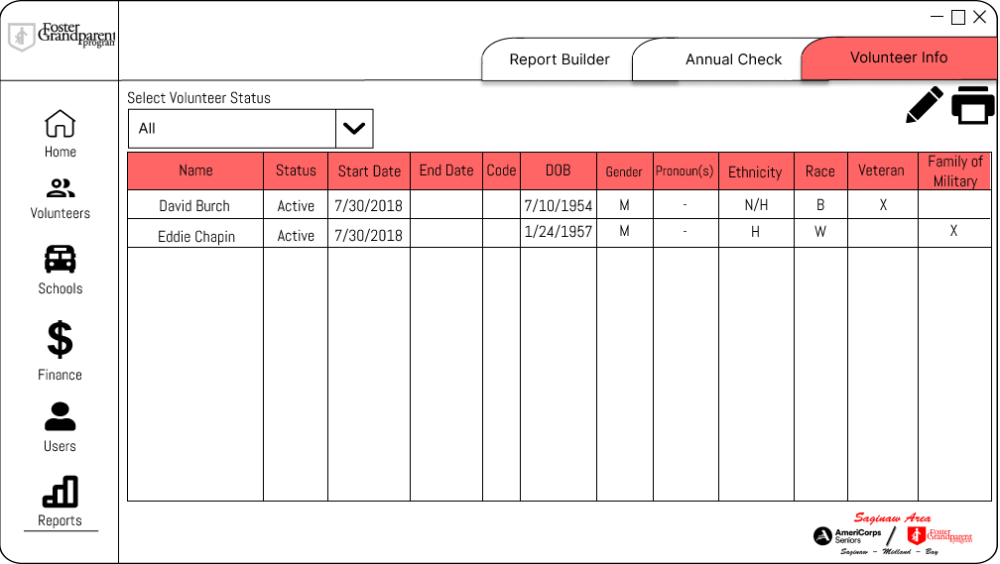 Foster
Grandparent
program
Report Builder
Annual Check
Volunteer Info
Select Volunteer Status
All
Home
Volunteers
Schools
Finance
Users
Reports
Name Status Start Date End Date Code DOB Gender Pronoun(s) Ethnicity Race Veteran Family of Military
David Burch Active 7/30/2018 7/10/1954 M - N/H B X
Eddie Chapin Active 7/30/2018 1/24/1957 M - H W X
Saginaw Area
AmeriCorps
Seniors
/
Foster
Grandparent
program
Saginaw - Midland - Bay